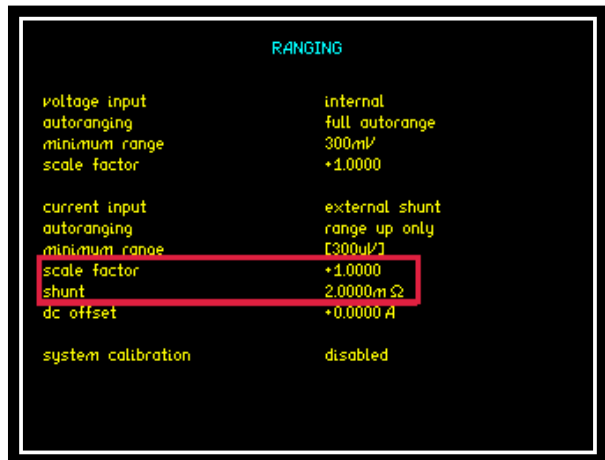 RANGING
voltage input internal
autoranging full autorange
minimum range 300mV
scale factor +1.0000
current input external shunt
autoranging range up only
minimum range [300uV]
scale factor +1.0000
shunt 2.0000m Ω
dc offset +0.0000 A
system calibration disabled